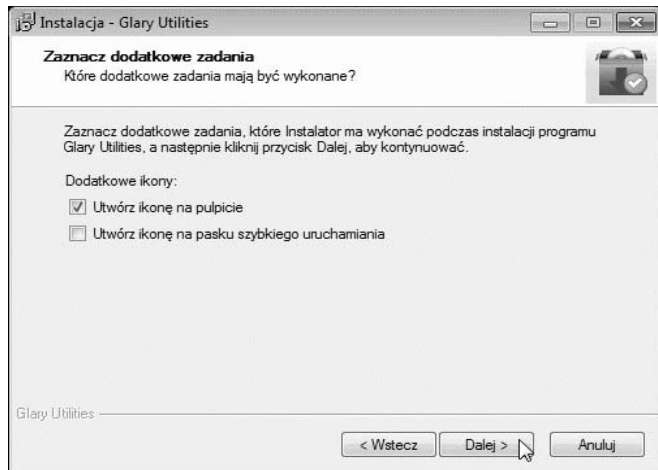 Instalacja - Glary Utilities
Zaznacz dodatkowe zadania
Które dodatkowe zadania mają być wykonane?
Zaznacz dodatkowe zadania, które Instalator ma wykonać podczas instalacji programu
Glary Utilities, a następnie kliknij przycisk Dalej, aby kontynuować.
Dodatkowe ikony:
Utwórz ikonę na pulpicie
Utwórz ikonę na pasku szybkiego uruchamiania
Glary Utilities
< Wstecz Dalej > Anuluj